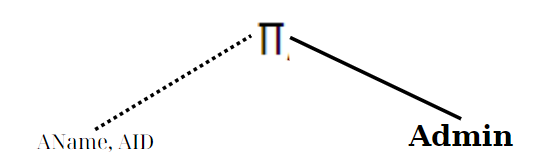 ∏,
AName, AID
Admin